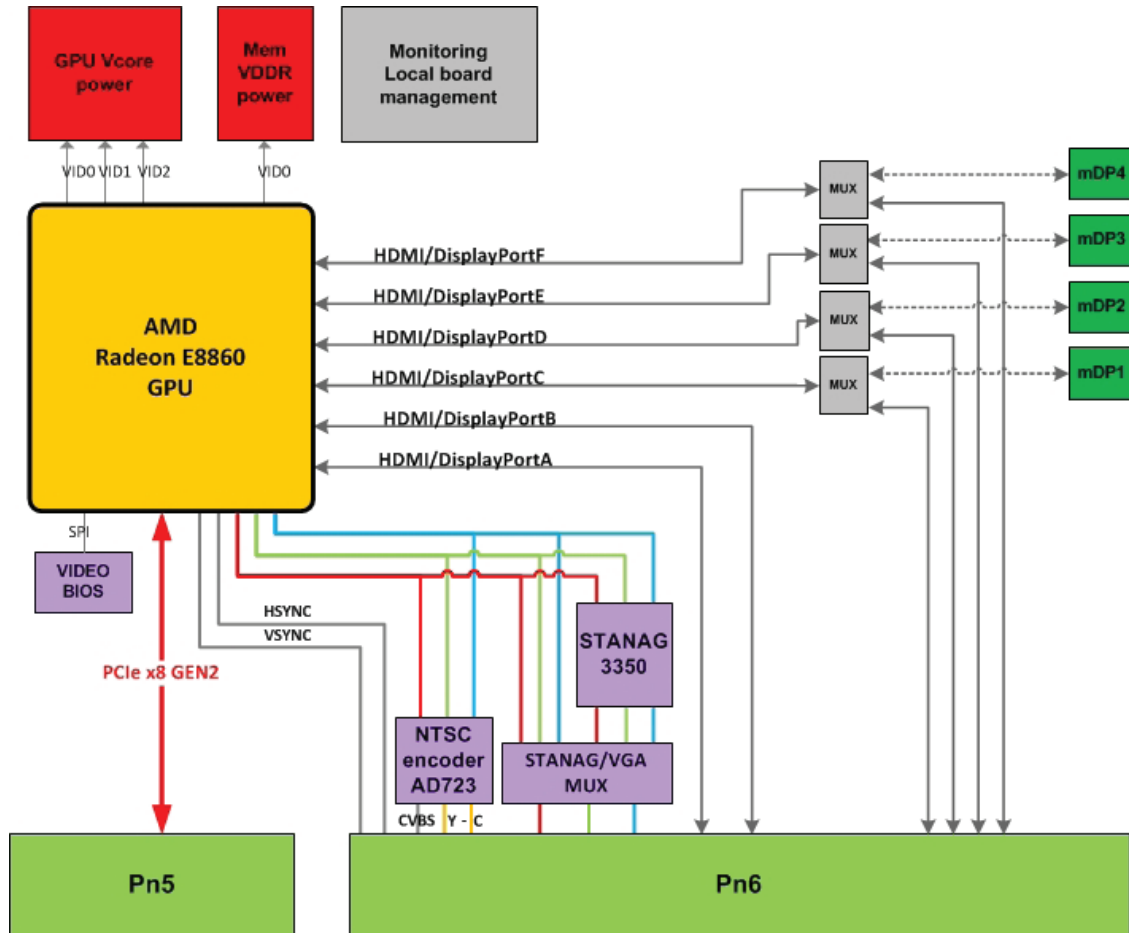 GPU Vcore
power
Mem
VDDR
power
Monitoring
Local board
management
VID0
VID1
VID2
VID0
MUX
mDP4
HDMI/DisplayPortF
MUX
mDP3
HDMI/DisplayPortE
MUX
mDP2
HDMI/DisplayPortD
MUX
mDP1
HDMI/DisplayPortC
HDMI/DisplayPortB
HDMI/DisplayPortA
AMD
Radeon E8860
GPU
SPI
VIDEO
BIOS
HSYNC
VSYNC
STANAG
3350
PCIe x8 GEN2
NTSC
encoder
AD723
STANAG/VGA
MUX
CVBS
Y - C
Pn5
Pn6